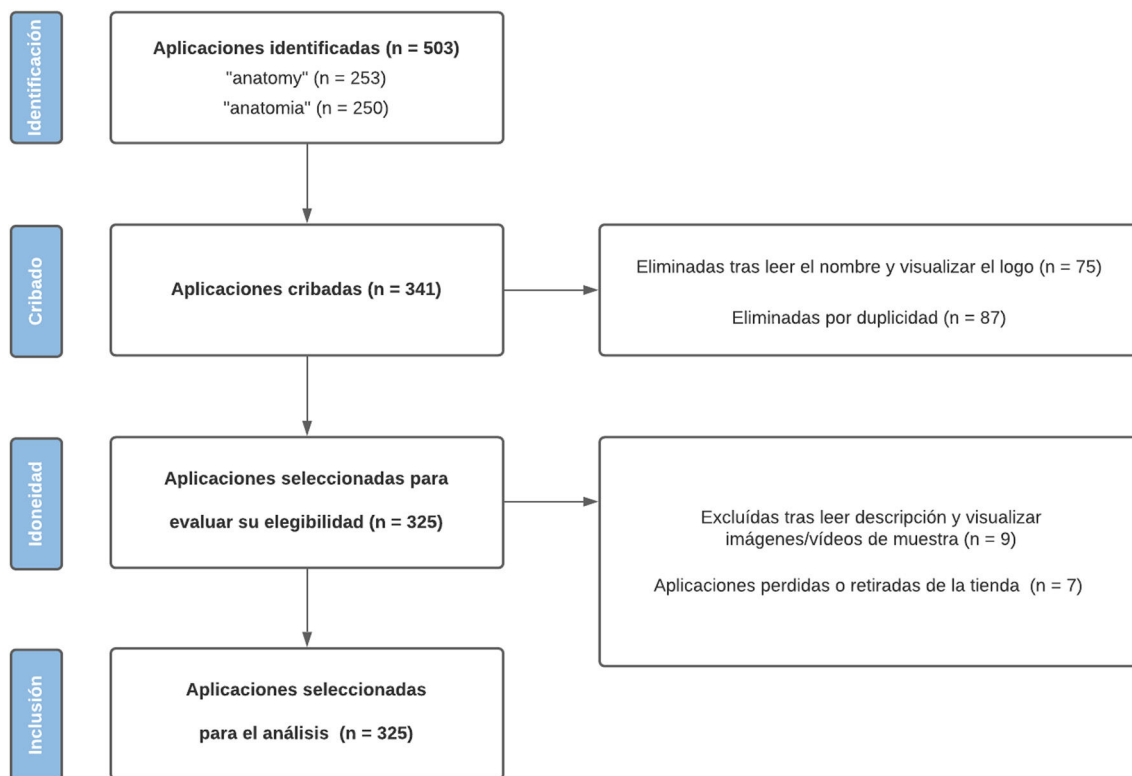 Identificación
Aplicaciones identificadas (n = 503)
"anatomy" (n = 253)
"anatomia" (n = 250)
Cribado
Aplicaciones cribadas (n = 341)
Eliminadas tras leer el nombre y visualizar el logo (n = 75)
Eliminadas por duplicidad (n = 87)
Idoneidad
Aplicaciones seleccionadas para
evaluar su elegibilidad (n = 325)
Excluídas tras leer descripción y visualizar
imágenes/vídeos de muestra (n = 9)
Aplicaciones perdidas o retiradas de la tienda (n = 7)
Inclusión
Aplicaciones seleccionadas
para el análisis (n = 325)